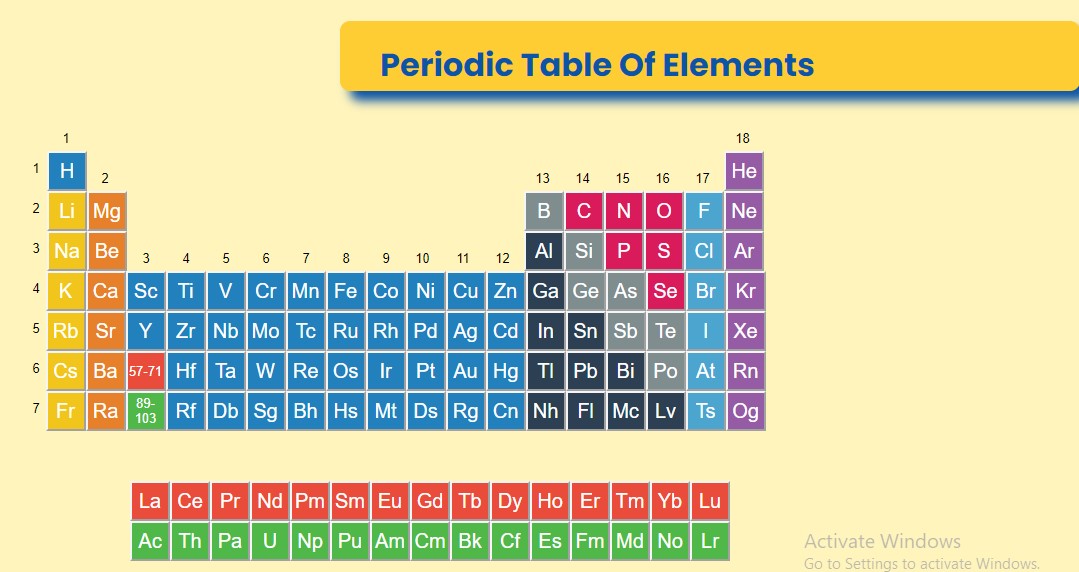 Periodic Table Of Elements
1 18
1 H 2 13 14 15 16 17 He
2 Li Mg B C N O F Ne
3 Na Be 3 4 5 6 7 8 9 10 11 12 Al Si P S Cl Ar
4 K Ca Sc Ti V Cr Mn Fe Co Ni Cu Zn Ga Ge As Se Br Kr
5 Rb Sr Y Zr Nb Mo Tc Ru Rh Pd Ag Cd In Sn Sb Te I Xe
6 Cs Ba 57-71 Hf Ta W Re Os Ir Pt Au Hg Tl Pb Bi Po At Rn
7 Fr Ra 89-103 Rf Db Sg Bh Hs Mt Ds Rg Cn Nh Fl Mc Lv Ts Og
La Ce Pr Nd Pm Sm Eu Gd Tb Dy Ho Er Tm Yb Lu
Ac Th Pa U Np Pu Am Cm Bk Cf Es Fm Md No Lr
Activate Windows
Go to Settings to activate Windows.